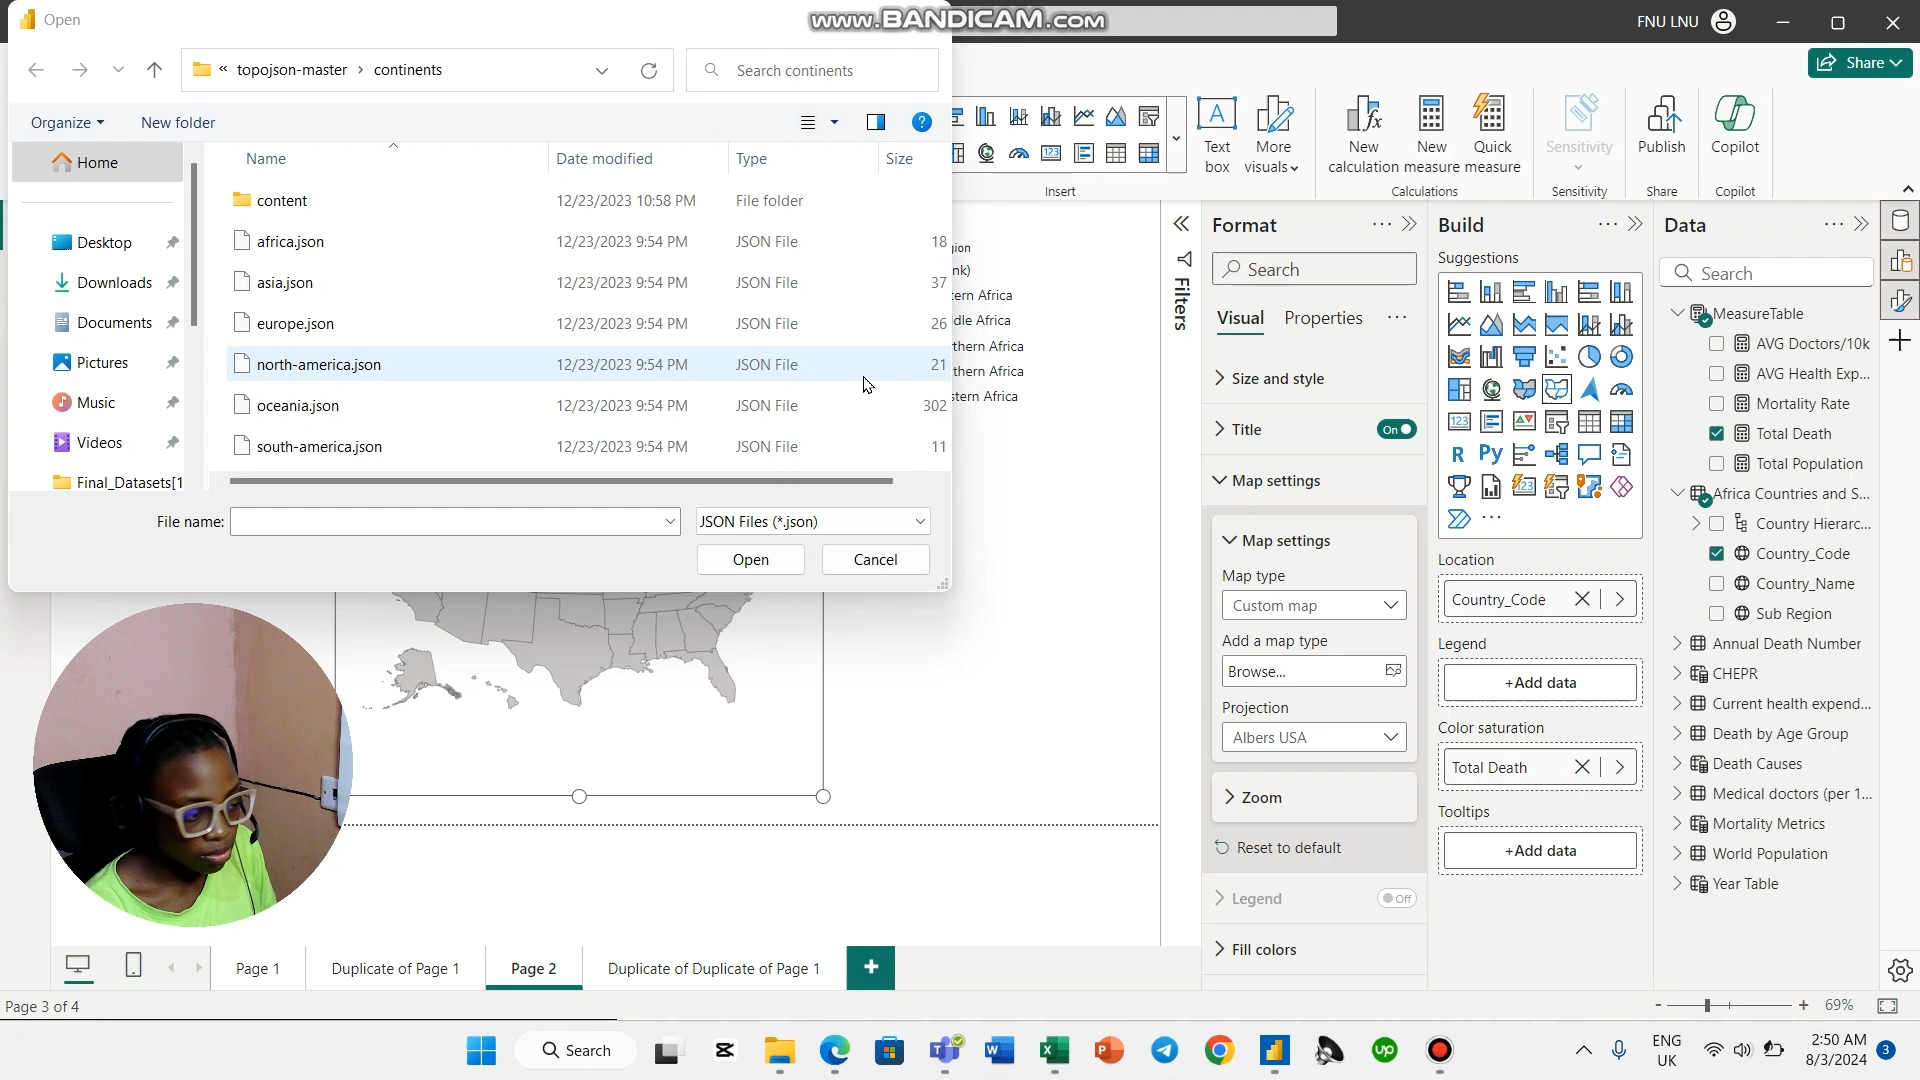 Open
www.BANDICAM.com
FNU LNU
« topojson-master > continents
Search continents
Share
Organize
New folder
Home
Desktop
Downloads
Documents
Pictures
Music
Videos
Final_Datasets[1
Name
Date modified
Type
Size
content 12/23/2023 10:58 PM File folder
africa.json 12/23/2023 9:54 PM JSON File 18
asia.json 12/23/2023 9:54 PM JSON File 37
europe.json 12/23/2023 9:54 PM JSON File 26
north-america.json 12/23/2023 9:54 PM JSON File 21
oceania.json 12/23/2023 9:54 PM JSON File 302
south-america.json 12/23/2023 9:54 PM JSON File 11
File name:
JSON Files (*.json)
Open
Cancel
Text box
More visuals
Insert
New calculation
New measure
Quick measure
Calculations
Sensitivity
Sensitivity
Publish
Share
Copilot
Copilot
gion
nk)
tern Africa
dle Africa
thern Africa
thern Africa
stern Africa
Filters
Format
Search
Visual
Properties
Size and style
Title
On
Map settings
Map settings
Map type
Custom map
Add a map type
Browse...
Projection
Albers USA
Zoom
Reset to default
Legend
Off
Fill colors
Build
Suggestions
R
Py
123
Location
Country_Code
Legend
+Add data
Color saturation
Total Death
Tooltips
+Add data
Data
Search
MeasureTable
AVG Doctors/10k
AVG Health Exp...
Mortality Rate
Total Death
Total Population
Africa Countries and S...
Country Hierarc...
Country_Code
Country_Name
Sub Region
Annual Death Number
CHEPR
Current health expend...
Death by Age Group
Death Causes
Medical doctors (per 1...
Mortality Metrics
World Population
Year Table
Page 1
Duplicate of Page 1
Page 2
Duplicate of Duplicate of Page 1
+
Page 3 of 4
- + 69%
Search
ENG
UK
2:50 AM
8/3/2024
3